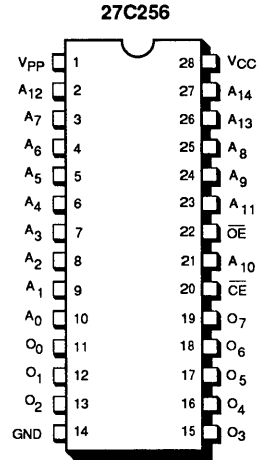 27C256
VPP 1 28 VCC
A12 2 27 A14
A7 3 26 A13
A6 4 25 A8
A5 5 24 A9
A4 6 23 A11
A3 7 22 O̅E̅
A2 8 21 A10
A1 9 20 C̅E̅
A0 10 19 O7
O0 11 18 O6
O1 12 17 O5
O2 13 16 O4
GND 14 15 O3